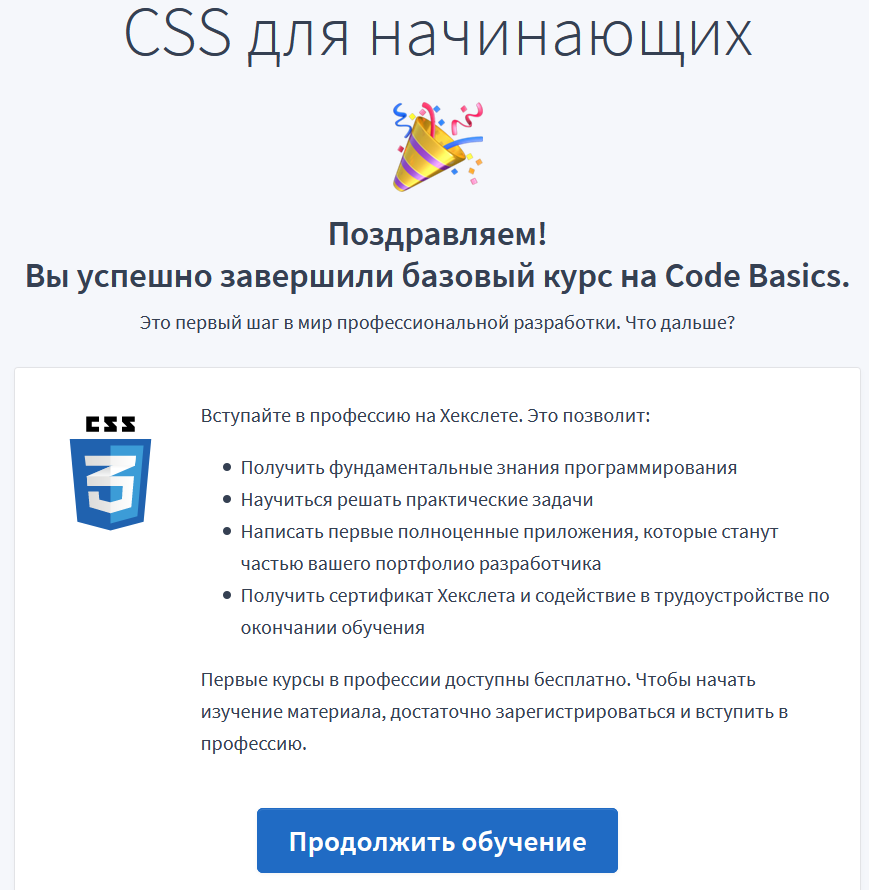 CSS для начинающих
Поздравляем!
Вы успешно завершили базовый курс на Code Basics.
Это первый шаг в мир профессиональной разработки. Что дальше?
CSS
3
Вступайте в профессию на Хекслете. Это позволит:
Получить фундаментальные знания программирования
Научиться решать практические задачи
Написать первые полноценные приложения, которые станут
частью вашего портфолио разработчика
Получить сертификат Хекслета и содействие в трудоустройстве по
окончании обучения
Первые курсы в профессии доступны бесплатно. Чтобы начать
изучение материала, достаточно зарегистрироваться и вступить в
профессию.
Продолжить обучение